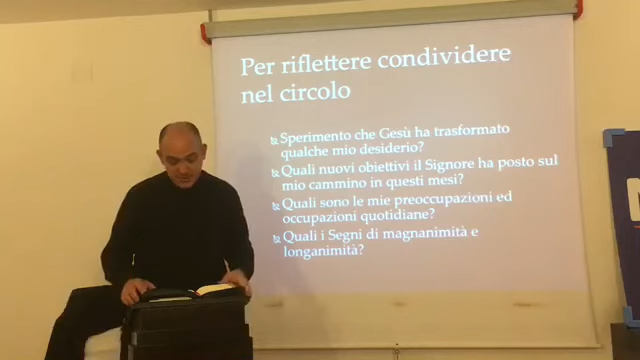 Per riflettere condividere
nel circolo
Sperimento che Gesù ha trasformato
qualche mio desiderio?
Quali nuovi obiettivi il Signore ha posto sul
mio cammino in questi mesi?
Quali sono le mie preoccupazioni ed
occupazioni quotidiane?
Quali i Segni di magnanimità e
longanimità?